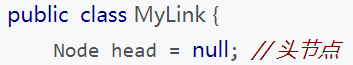 public class MyLink {
Node head = null; //头节点